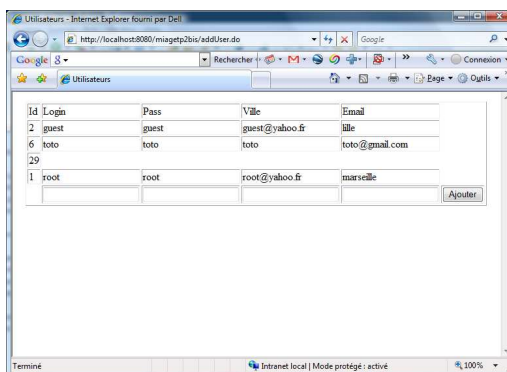 Utilisateurs - Internet Explorer fourni par Dell
http://localhost:8080/miagetp2bis/addUser.do
Google
Google
Rechercher
Connexion
Utilisateurs
Page
Outils
Id Login Pass Ville Email
2 guest guest guest@yahoo.fr lille
6 toto toto toto toto@gmail.com
29
1 root root root@yahoo.fr marseille
Ajouter
Terminé
Intranet local | Mode protégé : activé
100%